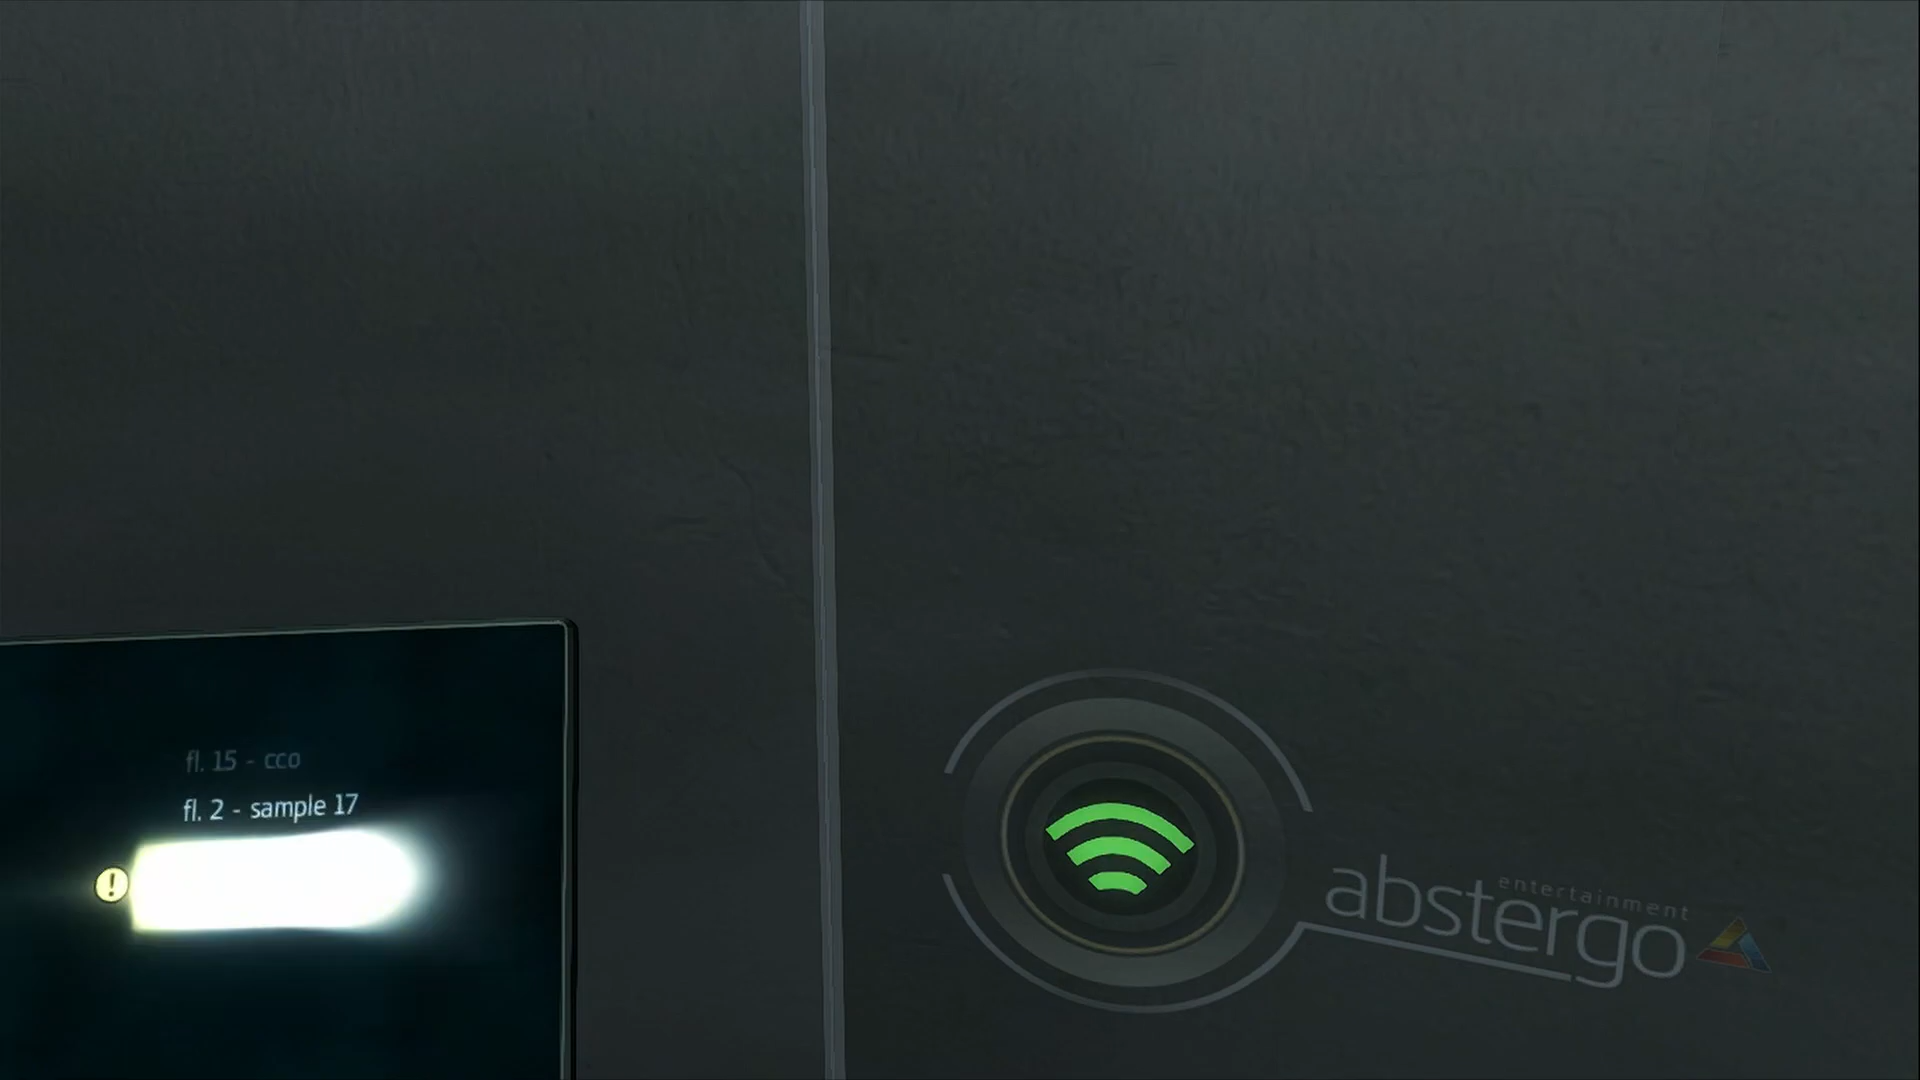 fl. 15 - cco
fl. 2 - sample 17
!
entertainment
abstergo